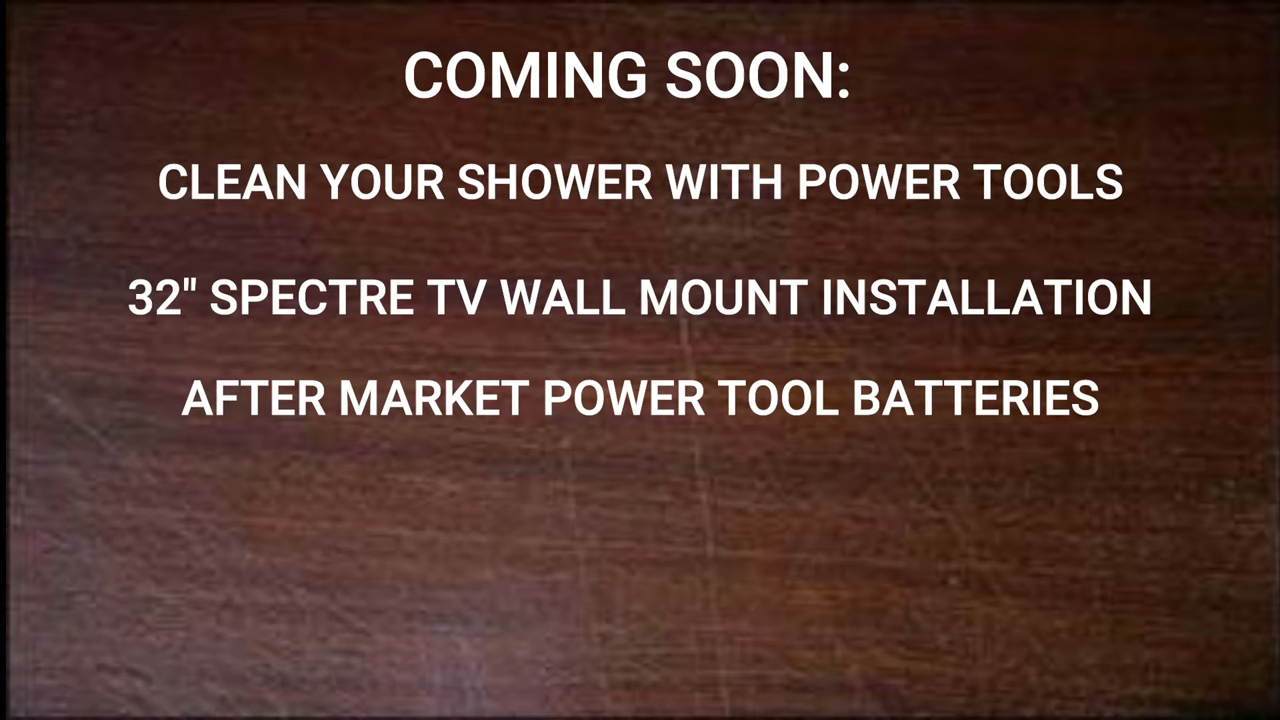 COMING SOON:
CLEAN YOUR SHOWER WITH POWER TOOLS
32" SPECTRE TV WALL MOUNT INSTALLATION
AFTER MARKET POWER TOOL BATTERIES